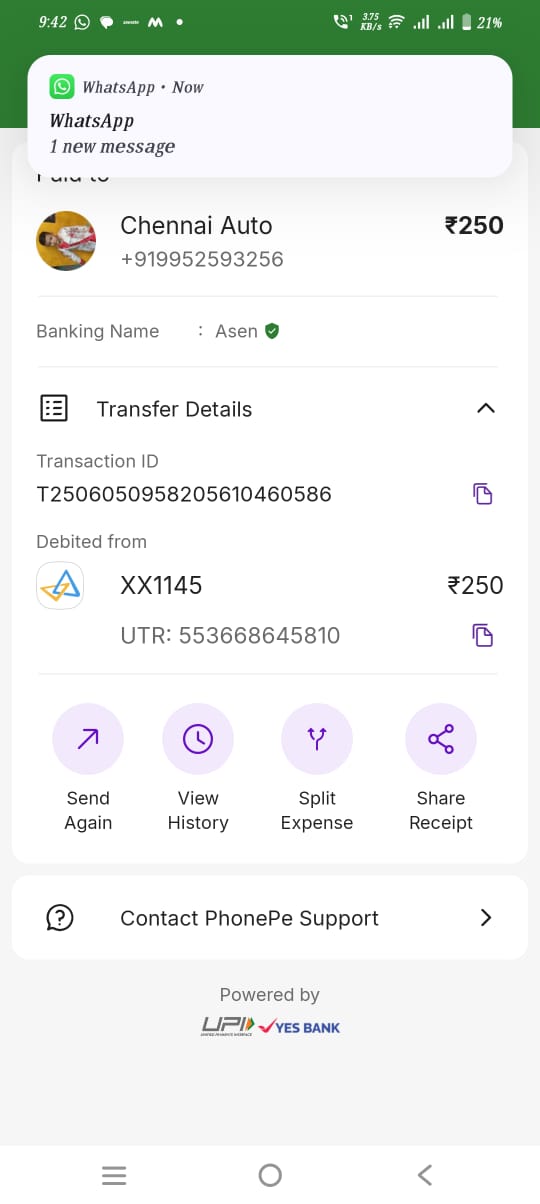 9:42
3.75 KB/s
21%
WhatsApp • Now
WhatsApp
1 new message
Paid to
Chennai Auto ₹250
+919952593256
Banking Name : Asen
Transfer Details
Transaction ID
T2506050958205610460586
Debited from
XX1145 ₹250
UTR: 553668645810
Send Again
View History
Split Expense
Share Receipt
Contact PhonePe Support
Powered by
UPI YES BANK